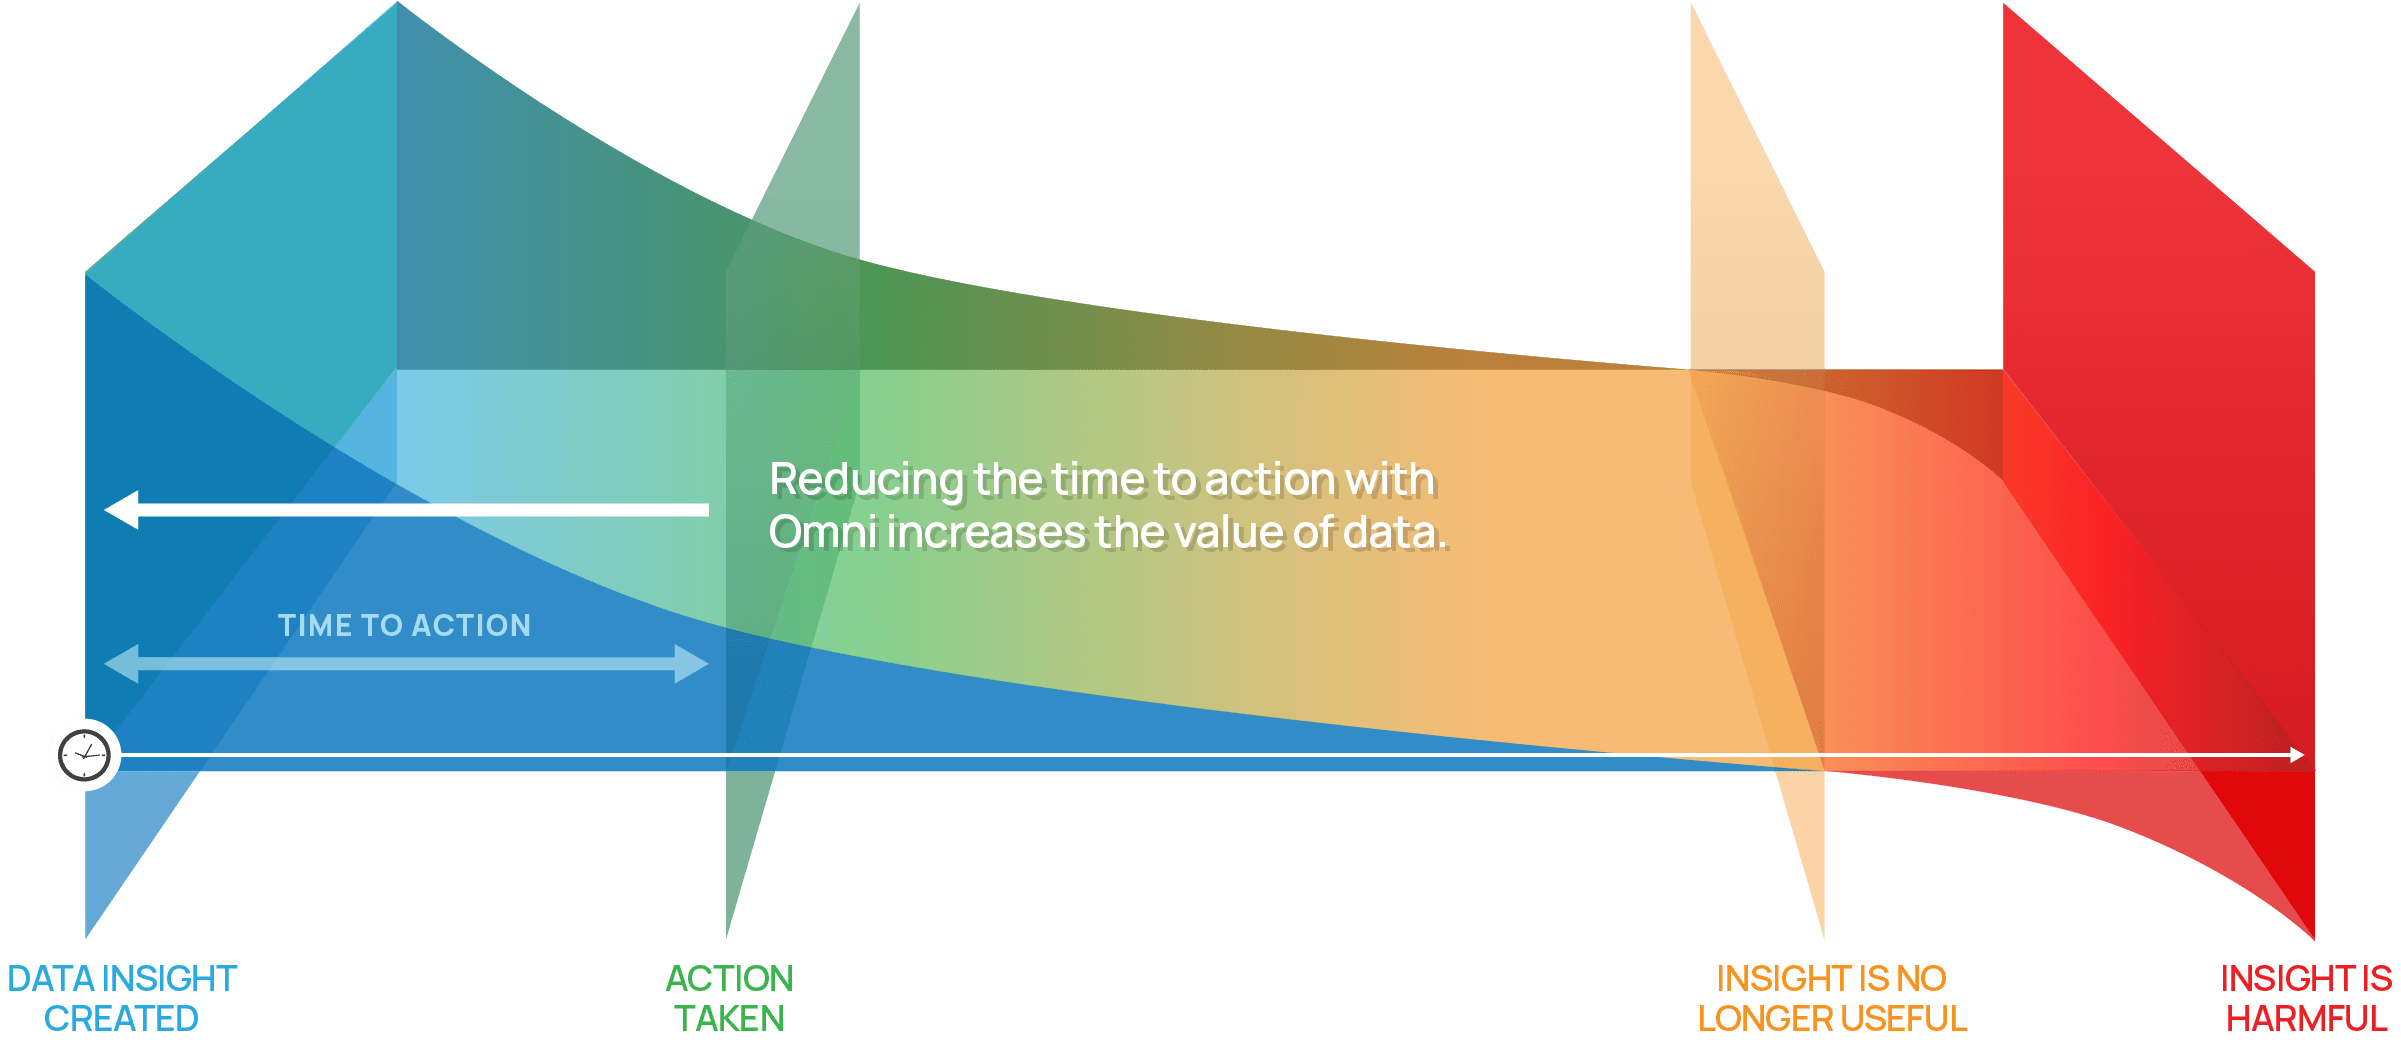 Reducing the time to action with
Omni increases the value of data.
TIME TO ACTION
DATA INSIGHT
CREATED
ACTION
TAKEN
INSIGHT IS NO
LONGER USEFUL
INSIGHT IS
HARMFUL